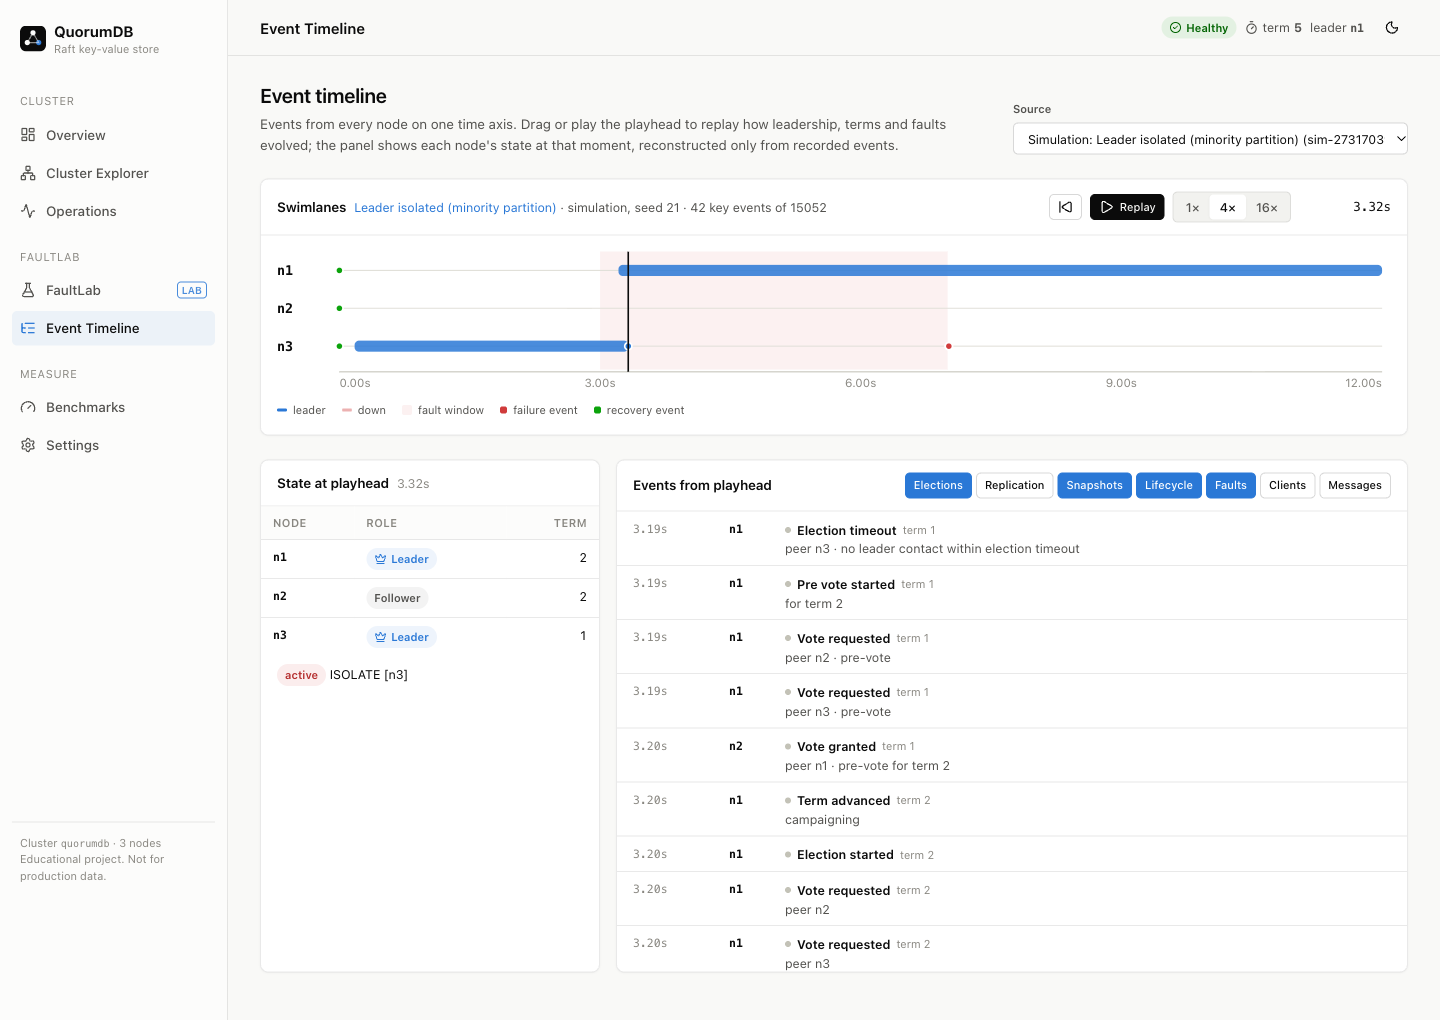 QuorumDB
Raft key-value store
CLUSTER
Overview
Cluster Explorer
Operations
FAULTLAB
FaultLab LAB
Event Timeline
MEASURE
Benchmarks
Settings
Cluster quorumdb · 3 nodes
Educational project. Not for
production data.
Event Timeline
Healthy term 5 leader n1
Event timeline
Events from every node on one time axis. Drag or play the playhead to replay how leadership, terms and faults
evolved; the panel shows each node's state at that moment, reconstructed only from recorded events.
Source
Simulation: Leader isolated (minority partition) (sim-2731703
Swimlanes Leader isolated (minority partition) · simulation, seed 21 · 42 key events of 15052
Replay 1× 4× 16× 3.32s
n1
n2
n3
0.00s 3.00s 6.00s 9.00s 12.00s
leader down fault window failure event recovery event
State at playhead 3.32s
NODE ROLE TERM
n1 Leader 2
n2 Follower 2
n3 Leader 1
active ISOLATE [n3]
Events from playhead
Elections Replication Snapshots Lifecycle Faults Clients Messages
3.19s n1 Election timeout term 1
peer n3 · no leader contact within election timeout
3.19s n1 Pre vote started term 1
for term 2
3.19s n1 Vote requested term 1
peer n2 · pre-vote
3.19s n1 Vote requested term 1
peer n3 · pre-vote
3.20s n2 Vote granted term 1
peer n1 · pre-vote for term 2
3.20s n1 Term advanced term 2
campaigning
3.20s n1 Election started term 2
3.20s n1 Vote requested term 2
peer n2
3.20s n1 Vote requested term 2
peer n3